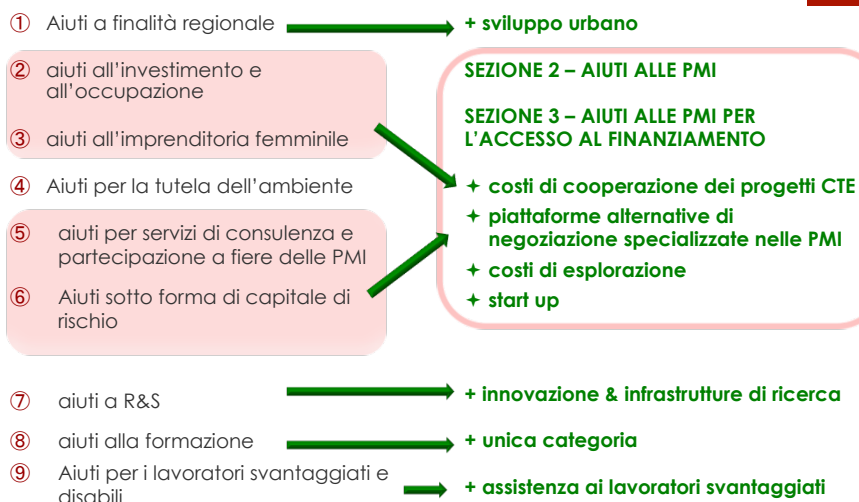 ① Aiuti a finalità regionale
+ sviluppo urbano
② aiuti all'investimento e
all'occupazione
③ aiuti all'imprenditoria femminile
④ Aiuti per la tutela dell'ambiente
⑤ aiuti per servizi di consulenza e
partecipazione a fiere delle PMI
⑥ Aiuti sotto forma di capitale di
rischio
SEZIONE 2 – AIUTI ALLE PMI
SEZIONE 3 – AIUTI ALLE PMI PER
L'ACCESSO AL FINANZIAMENTO
+ costi di cooperazione dei progetti CTE
+ piattaforme alternative di
negoziazione specializzate nelle PMI
+ costi di esplorazione
+ start up
⑦ aiuti a R&S
+ innovazione & infrastrutture di ricerca
⑧ aiuti alla formazione
+ unica categoria
⑨ Aiuti per i lavoratori svantaggiati e
disabili
+ assistenza ai lavoratori svantaggiati